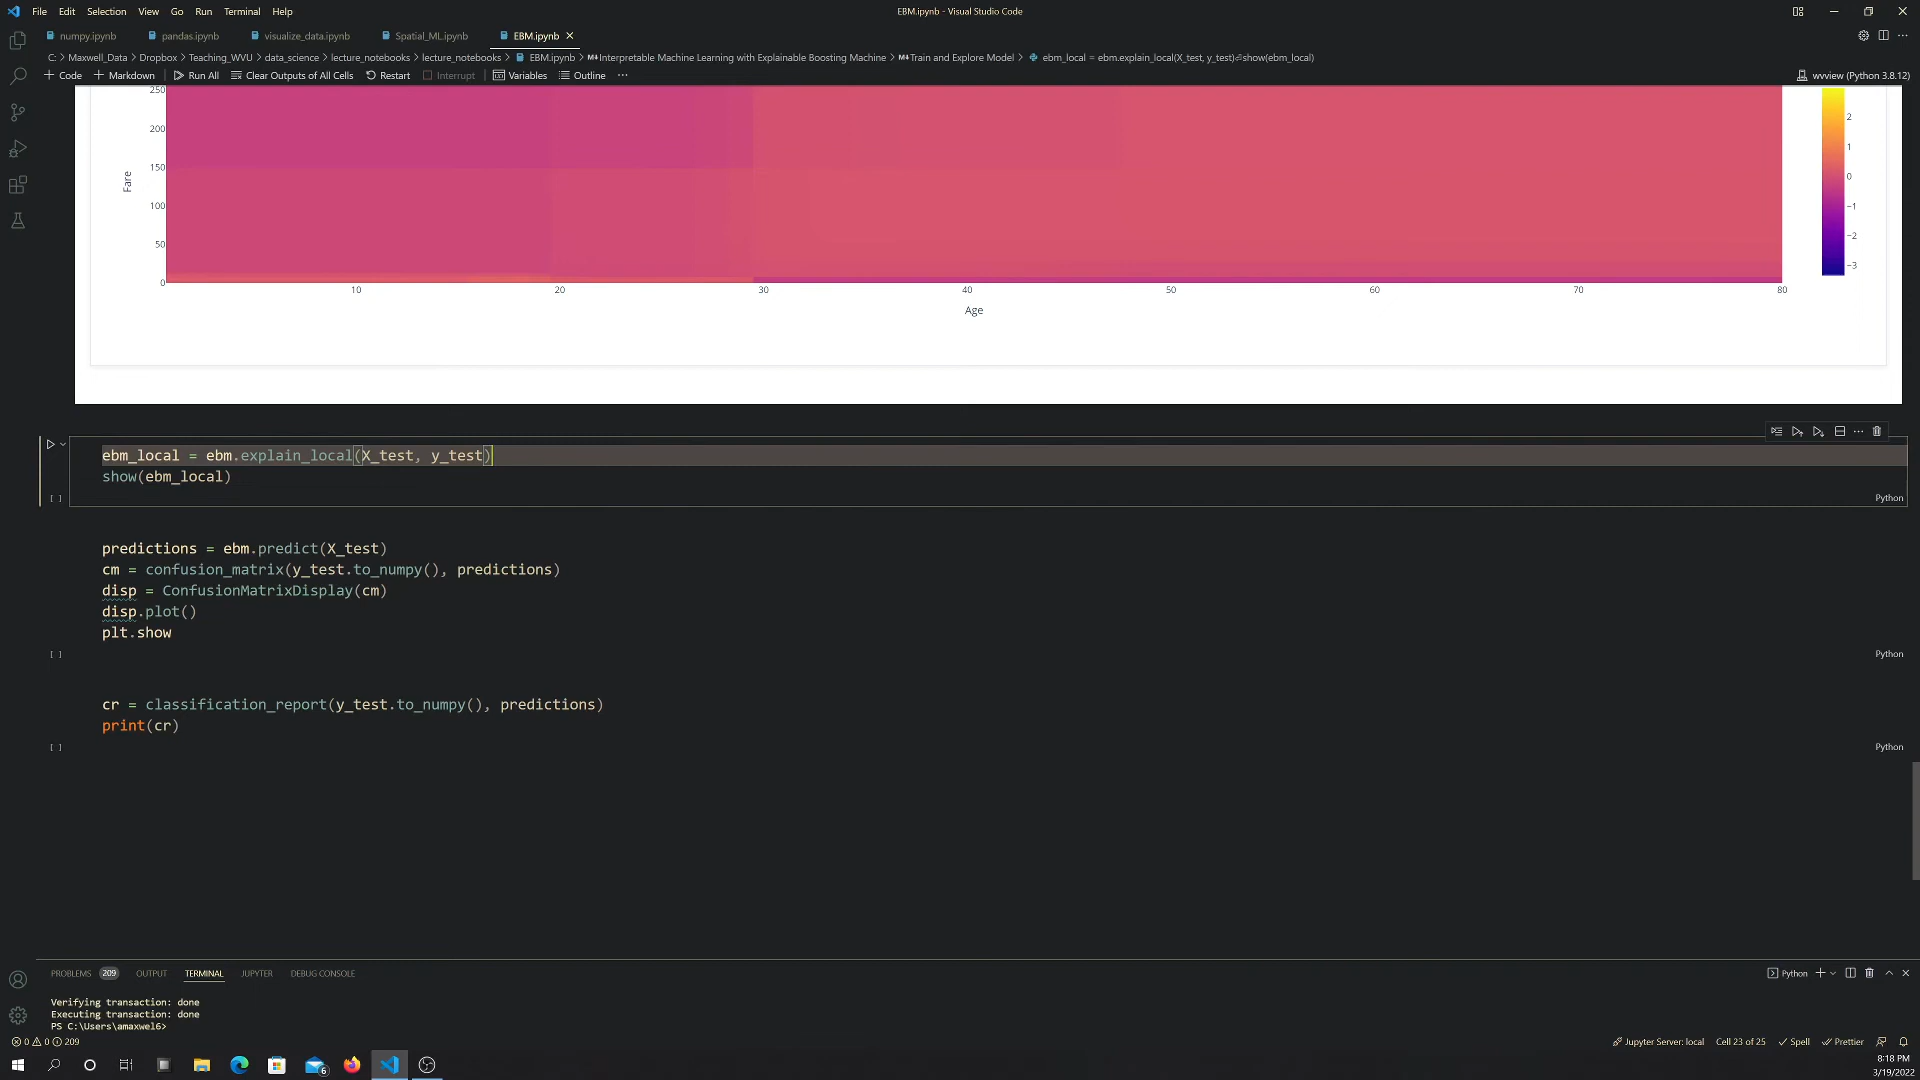 File Edit Selection View Go Run Terminal Help
EBM.ipynb - Visual Studio Code
numpy.ipynb pandas.ipynb visualize_data.ipynb Spatial_ML.ipynb EBM.ipynb
C: > Maxwell_Data > Dropbox > Teaching_WVU > data_science > lecture_notebooks > lecture_notebooks > EBM.ipynb > M↓Interpretable Machine Learning with Explainable Boosting Machine > M↓Train and Explore Model > ebm_local = ebm.explain_local(X_test, y_test)⏎show(ebm_local)
+ Code + Markdown Run All Clear Outputs of All Cells Restart Interrupt Variables Outline ···
wvview (Python 3.8.12)
250
200
150
100
50
0
Fare
10 20 30 40 50 60 70 80
Age
2
1
0
−1
−2
−3
ebm_local = ebm.explain_local(X_test, y_test)
show(ebm_local)
[ ]
Python
predictions = ebm.predict(X_test)
cm = confusion_matrix(y_test.to_numpy(), predictions)
disp = ConfusionMatrixDisplay(cm)
disp.plot()
plt.show
[ ]
Python
cr = classification_report(y_test.to_numpy(), predictions)
print(cr)
[ ]
Python
PROBLEMS 209 OUTPUT TERMINAL JUPYTER DEBUG CONSOLE
Python
Verifying transaction: done
Executing transaction: done
PS C:\Users\amaxwel6>
0 0 209
Jupyter Server: local Cell 23 of 25 Spell Prettier
6
8:18 PM
3/19/2022